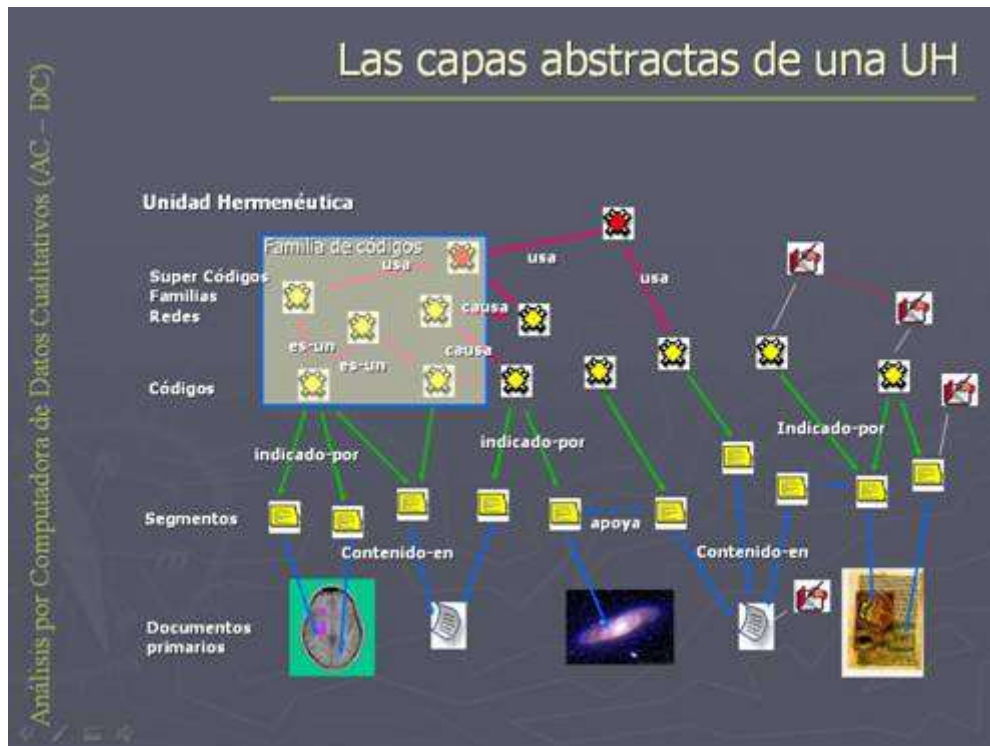 Las capas abstractas de una UH
Análisis por Computadora de Datos Cualitativos (AC – DC)
Unidad Hermenéutica
Familia de códigos
usa
usa
usa
Super Códigos
Familias
Redes
causa
es-un
causa
es-un
Códigos
Indicado-por
indicado-por
indicado-por
Segmentos
apoya
Contenido-en
Contenido-en
Documentos
primarios